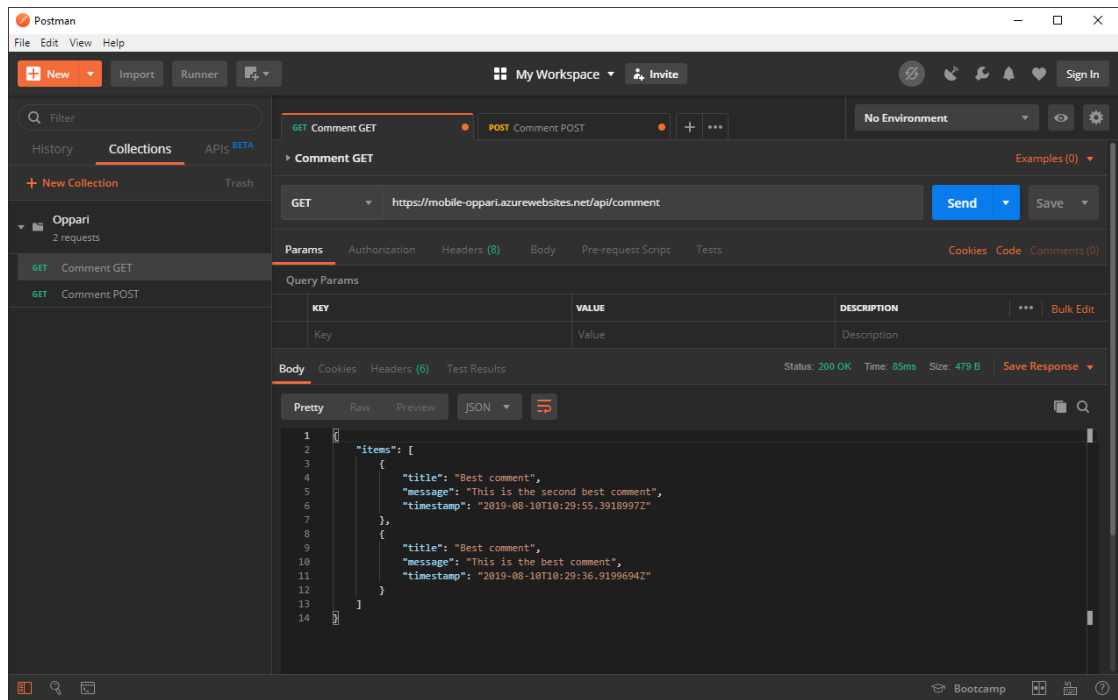 Postman
File Edit View Help
New Import Runner My Workspace Invite Sign In
Filter
History Collections APIs BETA
New Collection Trash
Oppari
2 requests
GET Comment GET
GET Comment POST
GET Comment GET POST Comment POST No Environment
Comment GET Examples (0)
GET https://mobile-oppari.azurewebsites.net/api/comment Send Save
Params Authorization Headers (8) Body Pre-request Script Tests Cookies Code Comments (0)
Query Params
KEY VALUE DESCRIPTION Bulk Edit
Key Value Description
Body Cookies Headers (6) Test Results Status: 200 OK Time: 85ms Size: 479 B Save Response
Pretty Raw Preview JSON
1 {
2 "items": [
3 {
4 "title": "Best comment",
5 "message": "This is the second best comment",
6 "timestamp": "2019-08-10T10:29:55.3918997Z"
7 },
8 {
9 "title": "Best comment",
10 "message": "This is the best comment",
11 "timestamp": "2019-08-10T10:29:36.9199694Z"
12 }
13 ]
14 }
Bootcamp